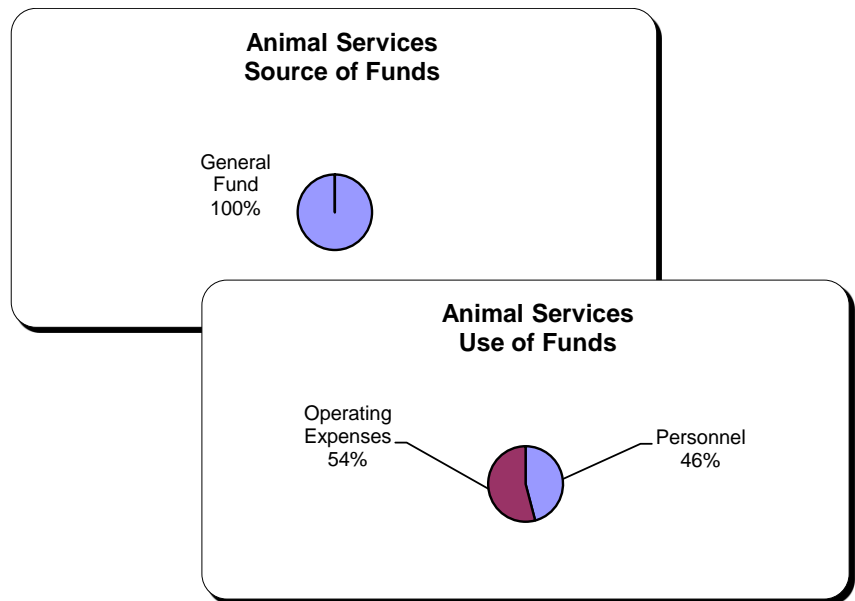 Animal Services
Source of Funds
General
Fund
100%
Animal Services
Use of Funds
Operating
Expenses
54%
Personnel
46%